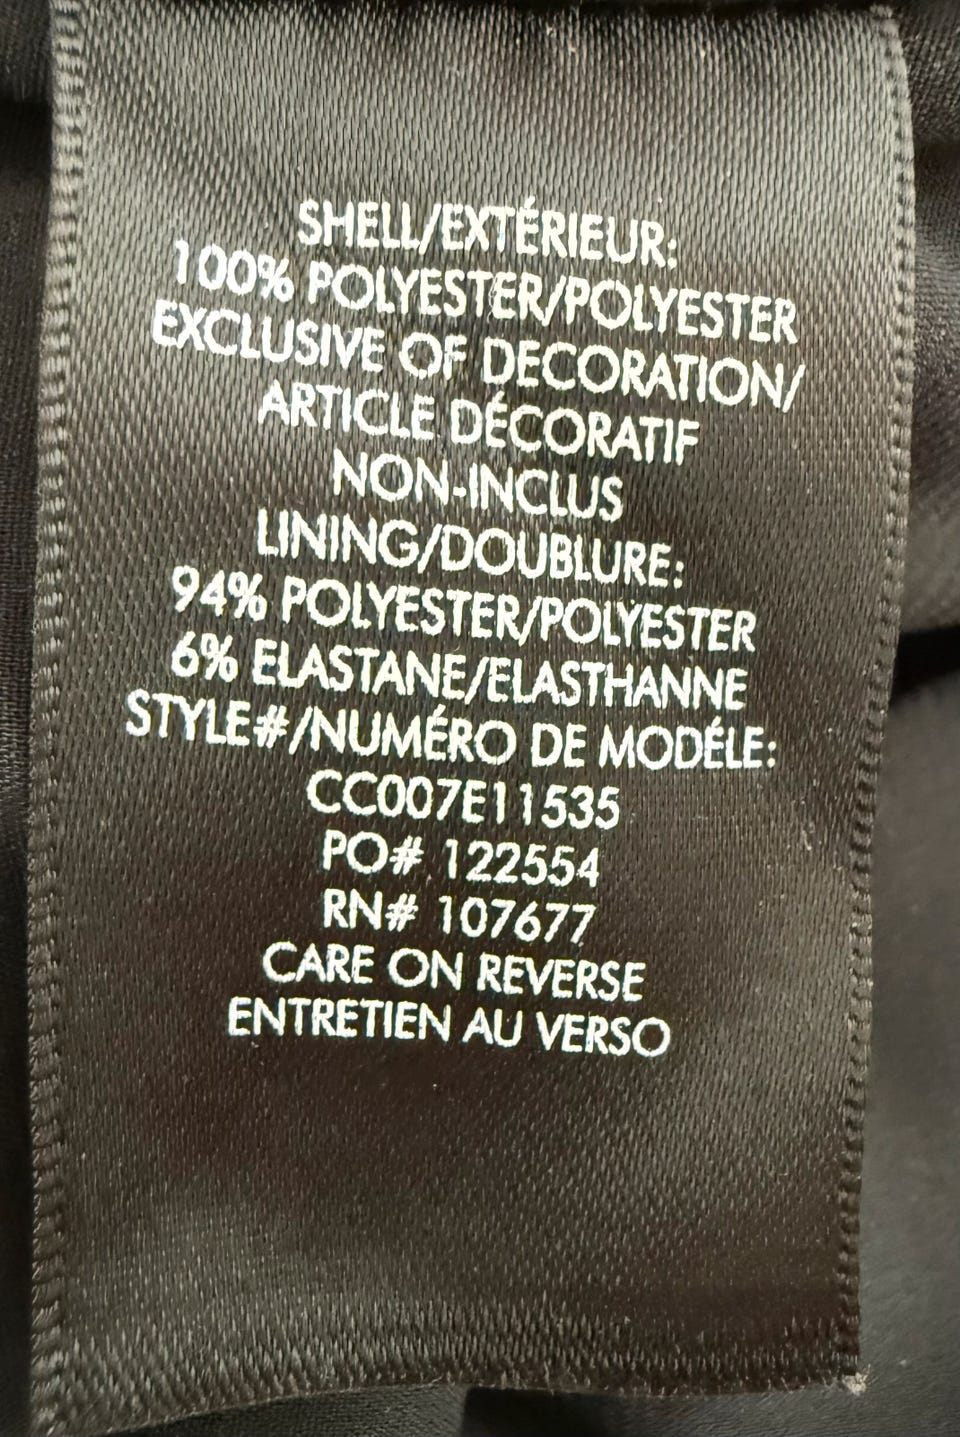 SHELL/EXTÉRIEUR:
100% POLYESTER/POLYESTER
EXCLUSIVE OF DECORATION/
ARTICLE DÉCORATIF
NON-INCLUS
LINING/DOUBLURE:
94% POLYESTER/POLYESTER
6% ELASTANE/ELASTHANNE
STYLE#/NUMÉRO DE MODÉLE:
CC007E11535
PO# 122554
RN# 107677
CARE ON REVERSE
ENTRETIEN AU VERSO